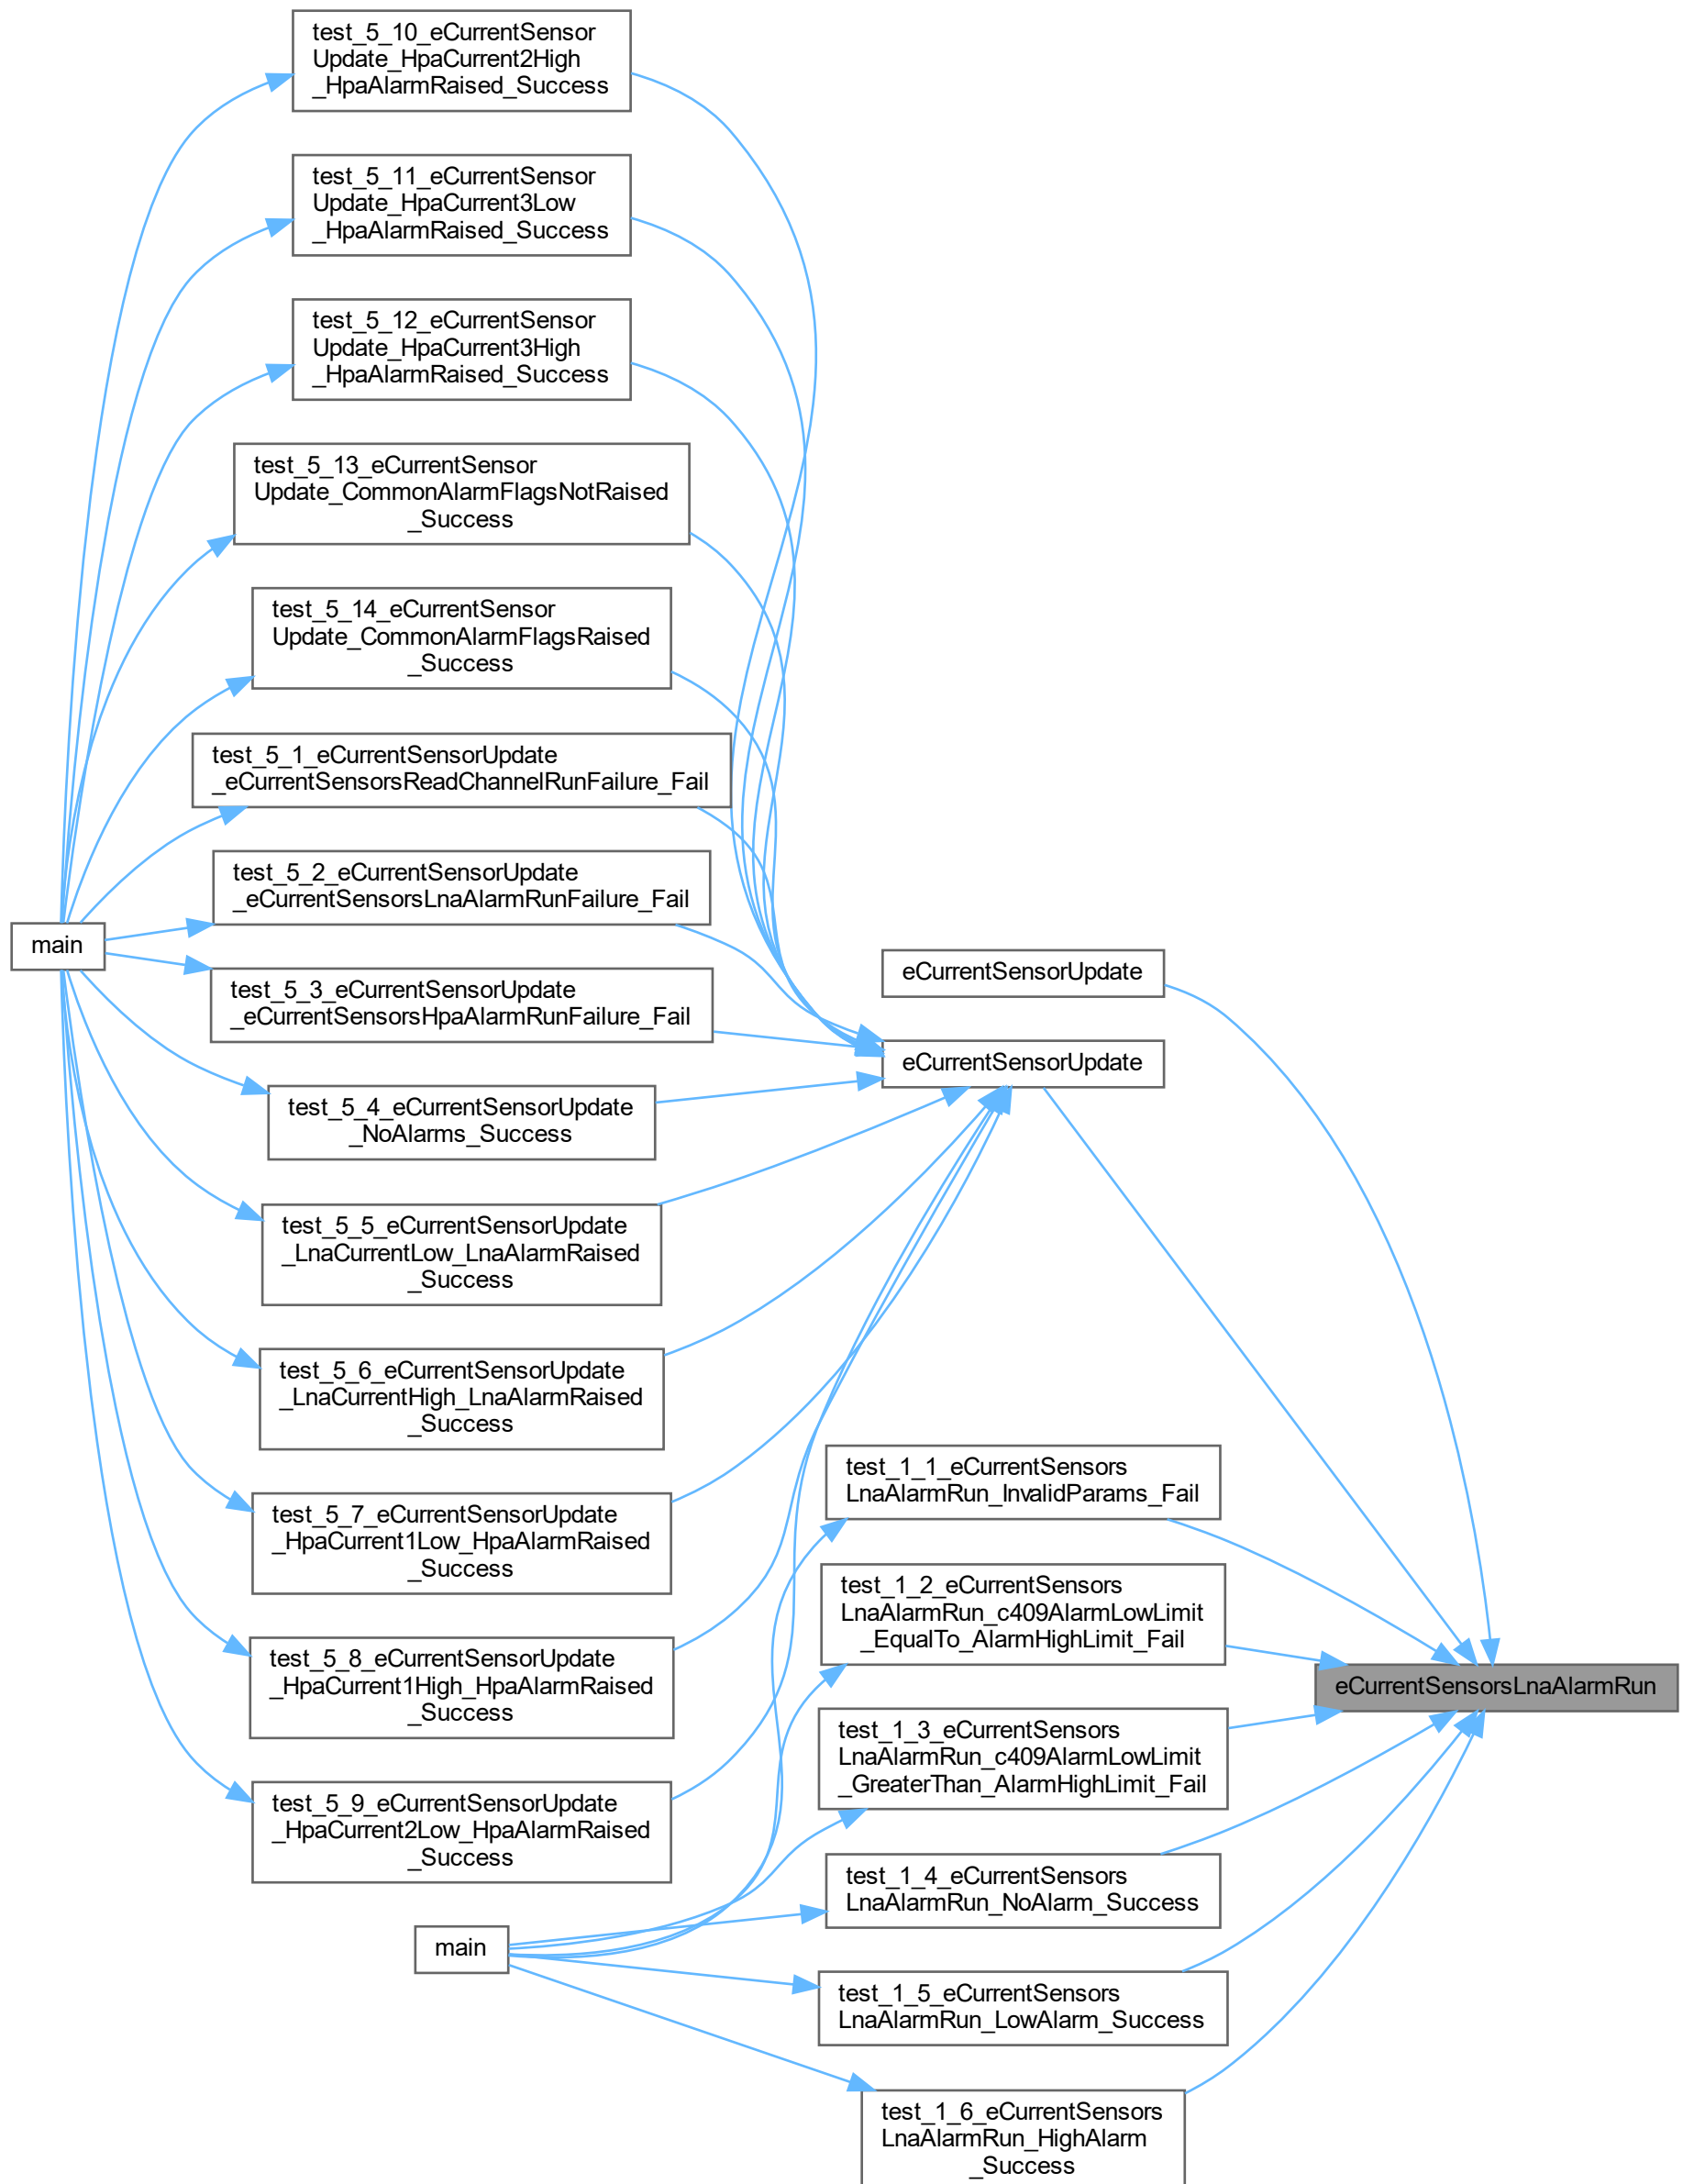 test_5_10_eCurrentSensor
Update_HpaCurrent2High
_HpaAlarmRaised_Success
test_5_11_eCurrentSensor
Update_HpaCurrent3Low
_HpaAlarmRaised_Success
test_5_12_eCurrentSensor
Update_HpaCurrent3High
_HpaAlarmRaised_Success
test_5_13_eCurrentSensor
Update_CommonAlarmFlagsNotRaised
_Success
test_5_14_eCurrentSensor
Update_CommonAlarmFlagsRaised
_Success
test_5_1_eCurrentSensorUpdate
_eCurrentSensorsReadChannelRunFailure_Fail
test_5_2_eCurrentSensorUpdate
_eCurrentSensorsLnaAlarmRunFailure_Fail
main
eCurrentSensorUpdate
test_5_3_eCurrentSensorUpdate
_eCurrentSensorsHpaAlarmRunFailure_Fail
eCurrentSensorUpdate
test_5_4_eCurrentSensorUpdate
_NoAlarms_Success
test_5_5_eCurrentSensorUpdate
_LnaCurrentLow_LnaAlarmRaised
_Success
test_5_6_eCurrentSensorUpdate
_LnaCurrentHigh_LnaAlarmRaised
_Success
test_1_1_eCurrentSensors
LnaAlarmRun_InvalidParams_Fail
test_5_7_eCurrentSensorUpdate
_HpaCurrent1Low_HpaAlarmRaised
_Success
test_1_2_eCurrentSensors
LnaAlarmRun_c409AlarmLowLimit
_EqualTo_AlarmHighLimit_Fail
test_5_8_eCurrentSensorUpdate
_HpaCurrent1High_HpaAlarmRaised
_Success
eCurrentSensorsLnaAlarmRun
test_1_3_eCurrentSensors
LnaAlarmRun_c409AlarmLowLimit
_GreaterThan_AlarmHighLimit_Fail
test_5_9_eCurrentSensorUpdate
_HpaCurrent2Low_HpaAlarmRaised
_Success
test_1_4_eCurrentSensors
LnaAlarmRun_NoAlarm_Success
main
test_1_5_eCurrentSensors
LnaAlarmRun_LowAlarm_Success
test_1_6_eCurrentSensors
LnaAlarmRun_HighAlarm
_Success